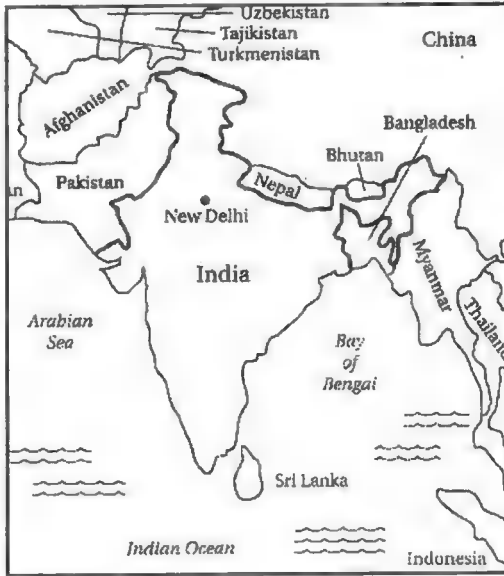 Uzbekistan
Tajikistan
Turkmenistan
China
Afghanistan
Bangladesh
Bhutan
Pakistan
Nepal
New Delhi
India
Myanmar
Thailand
Arabian
Sea
Bay
of
Bengal
Sri Lanka
Indian Ocean
Indonesia